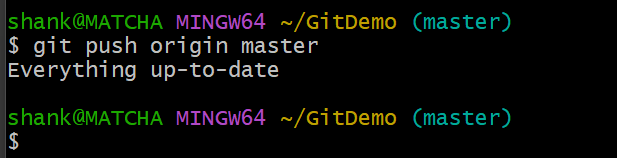 shank@MATCHA MINGW64 ~/GitDemo (master)
$ git push origin master
Everything up-to-date
shank@MATCHA MINGW64 ~/GitDemo (master)
$